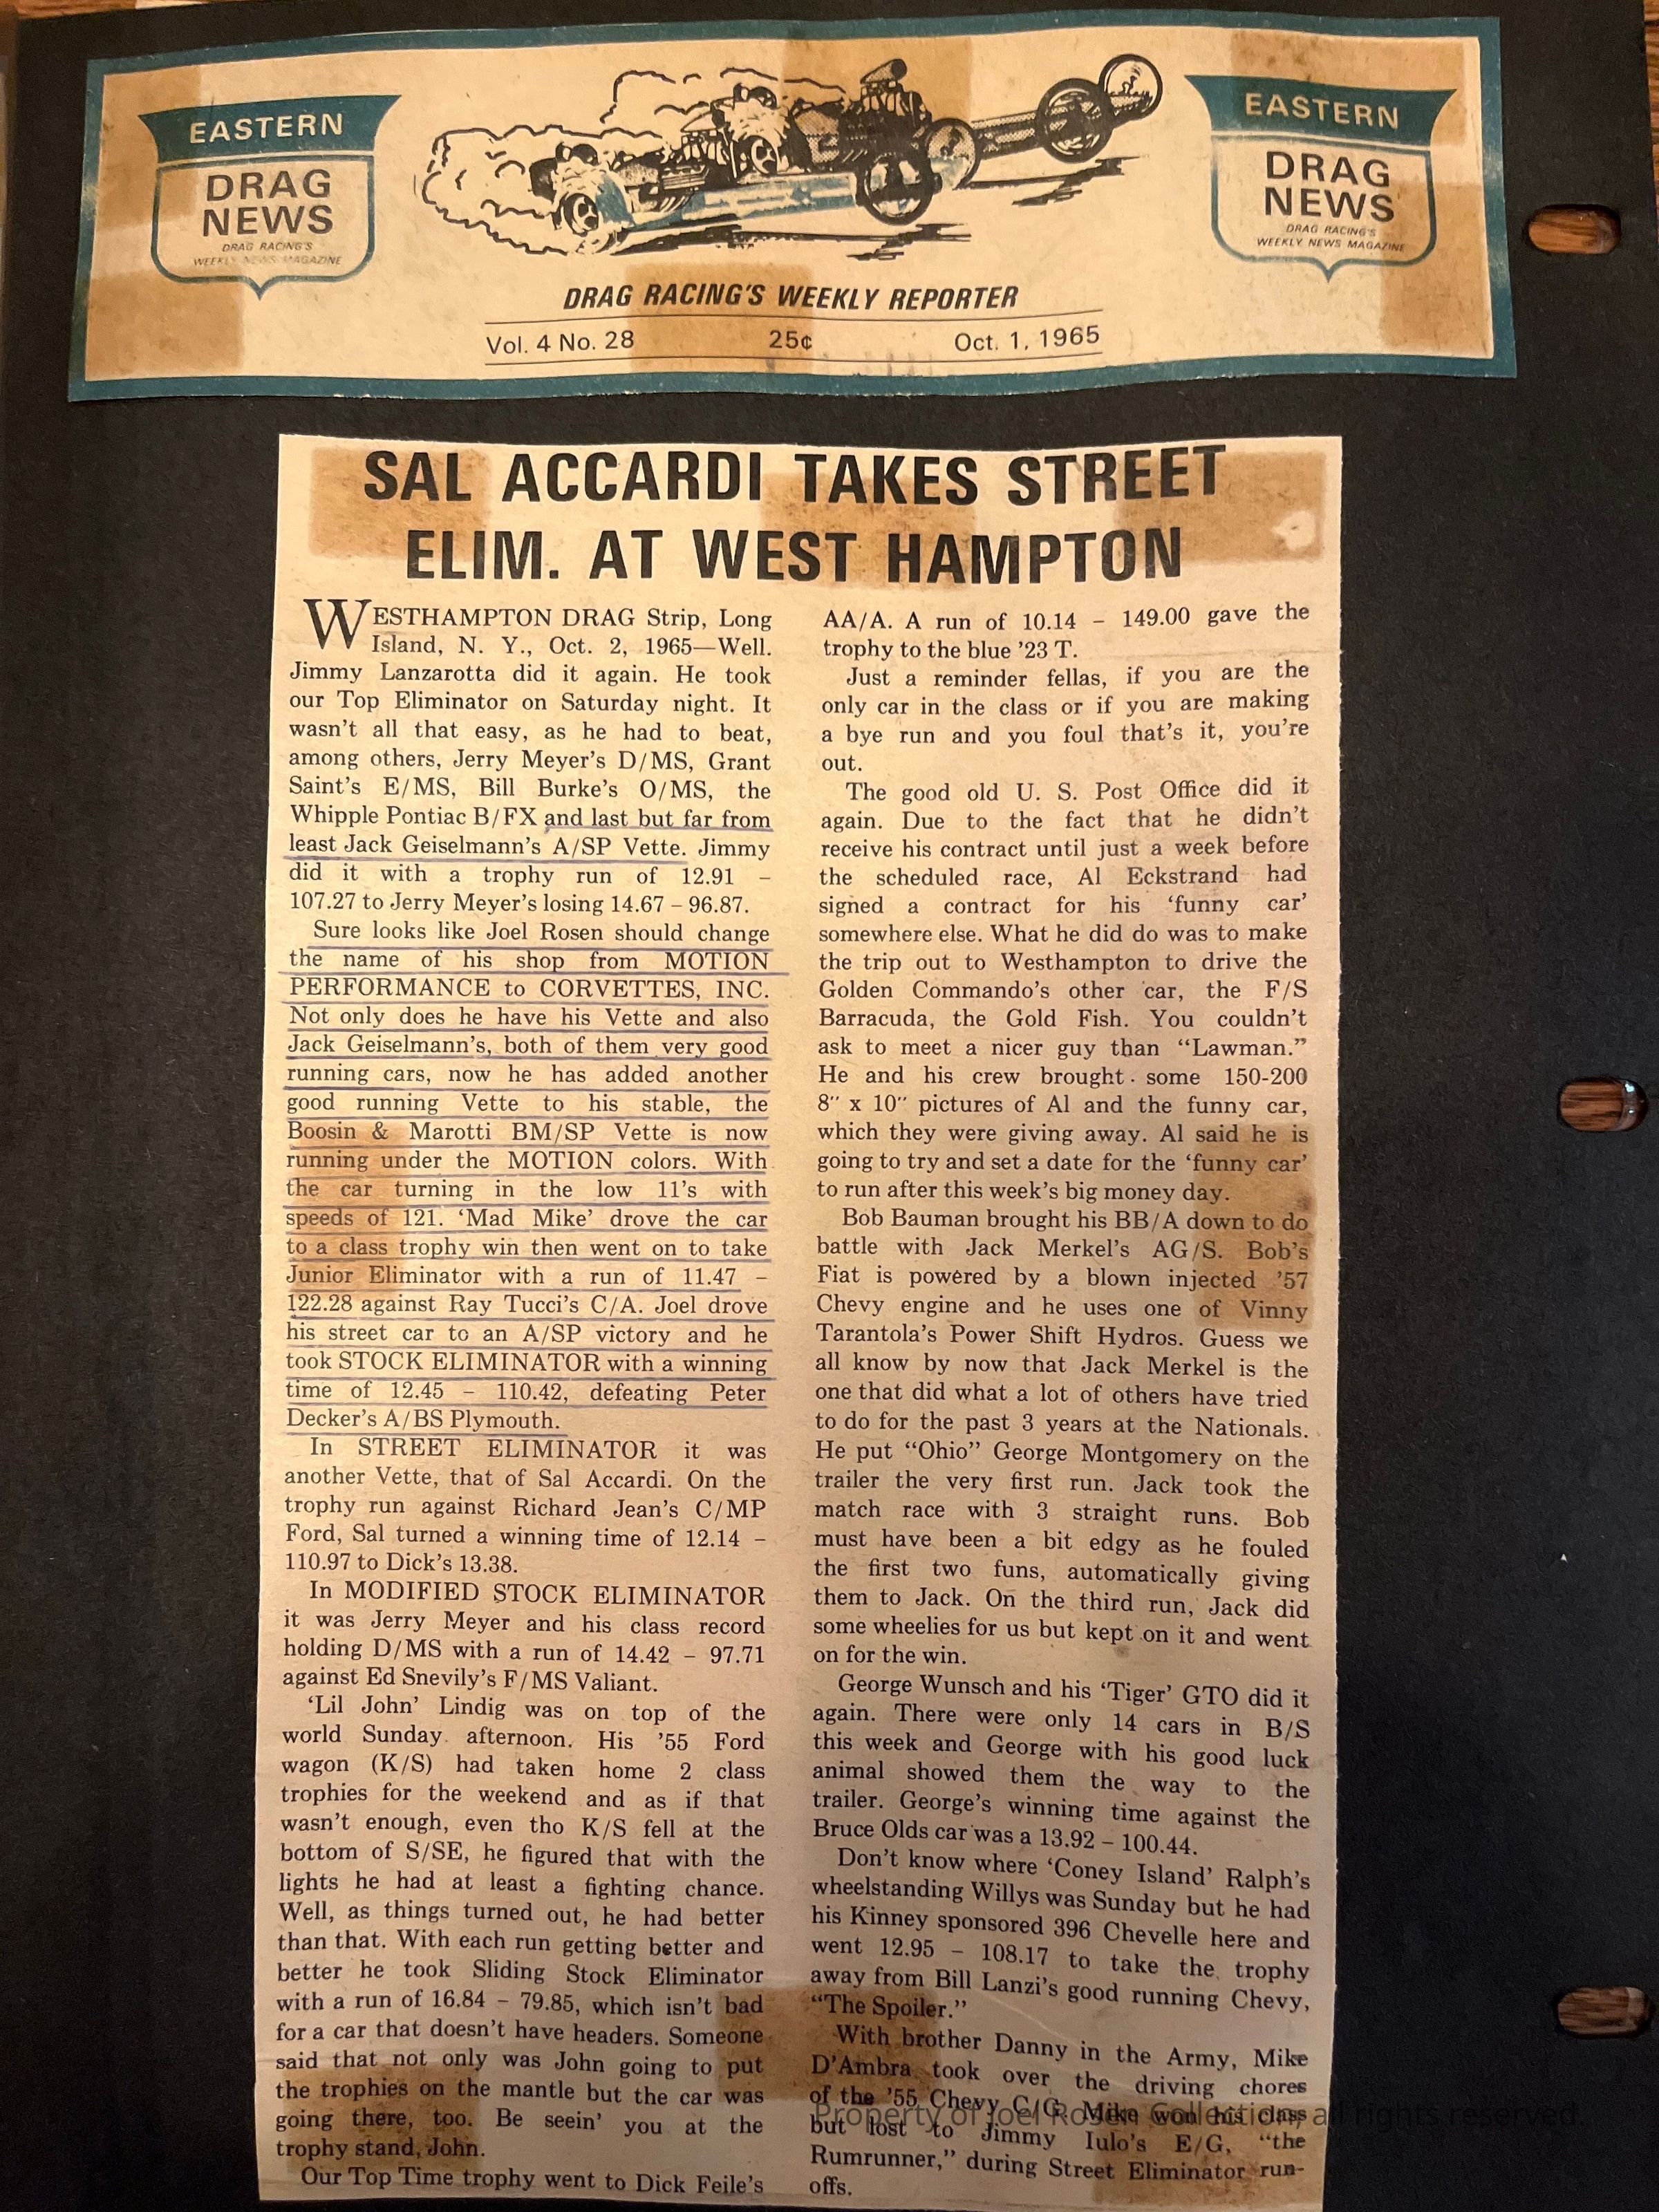 EASTERN
DRAG
NEWS
DRAG RACING'S
WEEKLY NEWS MAGAZINE
EASTERN
DRAG
NEWS
DRAG RACING'S
WEEKLY NEWS MAGAZINE
DRAG RACING'S WEEKLY REPORTER
Vol. 4 No. 28 25¢ Oct. 1, 1965
SAL ACCARDI TAKES STREET
ELIM. AT WEST HAMPTON
WESTHAMPTON DRAG Strip, Long
Island, N. Y., Oct. 2, 1965—Well.
Jimmy Lanzarotta did it again. He took
our Top Eliminator on Saturday night. It
wasn't all that easy, as he had to beat,
among others, Jerry Meyer's D/MS, Grant
Saint's E/MS, Bill Burke's O/MS, the
Whipple Pontiac B/FX and last but far from
least Jack Geiselmann's A/SP Vette. Jimmy
did it with a trophy run of 12.91 –
107.27 to Jerry Meyer's losing 14.67 – 96.87.
Sure looks like Joel Rosen should change
the name of his shop from MOTION
PERFORMANCE to CORVETTES, INC.
Not only does he have his Vette and also
Jack Geiselmann's, both of them very good
running cars, now he has added another
good running Vette to his stable, the
Boosin & Marotti BM/SP Vette is now
running under the MOTION colors. With
the car turning in the low 11's with
speeds of 121. 'Mad Mike' drove the car
to a class trophy win then went on to take
Junior Eliminator with a run of 11.47 –
122.28 against Ray Tucci's C/A. Joel drove
his street car to an A/SP victory and he
took STOCK ELIMINATOR with a winning
time of 12.45 – 110.42, defeating Peter
Decker's A/BS Plymouth.
In STREET ELIMINATOR it was
another Vette, that of Sal Accardi. On the
trophy run against Richard Jean's C/MP
Ford, Sal turned a winning time of 12.14 –
110.97 to Dick's 13.38.
In MODIFIED STOCK ELIMINATOR
it was Jerry Meyer and his class record
holding D/MS with a run of 14.42 – 97.71
against Ed Snevily's F/MS Valiant.
'Lil John' Lindig was on top of the
world Sunday afternoon. His '55 Ford
wagon (K/S) had taken home 2 class
trophies for the weekend and as if that
wasn't enough, even tho K/S fell at the
bottom of S/SE, he figured that with the
lights he had at least a fighting chance.
Well, as things turned out, he had better
than that. With each run getting better and
better he took Sliding Stock Eliminator
with a run of 16.84 – 79.85, which isn't bad
for a car that doesn't have headers. Someone
said that not only was John going to put
the trophies on the mantle but the car was
going there, too. Be seein' you at the
trophy stand, John.
Our Top Time trophy went to Dick Feile's
AA/A. A run of 10.14 – 149.00 gave the
trophy to the blue '23 T.
Just a reminder fellas, if you are the
only car in the class or if you are making
a bye run and you foul that's it, you're
out.
The good old U. S. Post Office did it
again. Due to the fact that he didn't
receive his contract until just a week before
the scheduled race, Al Eckstrand had
signed a contract for his 'funny car'
somewhere else. What he did do was to make
the trip out to Westhampton to drive the
Golden Commando's other car, the F/S
Barracuda, the Gold Fish. You couldn't
ask to meet a nicer guy than "Lawman."
He and his crew brought some 150-200
8" x 10" pictures of Al and the funny car,
which they were giving away. Al said he is
going to try and set a date for the 'funny car'
to run after this week's big money day.
Bob Bauman brought his BB/A down to do
battle with Jack Merkel's AG/S. Bob's
Fiat is powered by a blown injected '57
Chevy engine and he uses one of Vinny
Tarantola's Power Shift Hydros. Guess we
all know by now that Jack Merkel is the
one that did what a lot of others have tried
to do for the past 3 years at the Nationals.
He put "Ohio" George Montgomery on the
trailer the very first run. Jack took the
match race with 3 straight runs. Bob
must have been a bit edgy as he fouled
the first two funs, automatically giving
them to Jack. On the third run, Jack did
some wheelies for us but kept on it and went
on for the win.
George Wunsch and his 'Tiger' GTO did it
again. There were only 14 cars in B/S
this week and George with his good luck
animal showed them the way to the
trailer. George's winning time against the
Bruce Olds car was a 13.92 – 100.44.
Don't know where 'Coney Island' Ralph's
wheelstanding Willys was Sunday but he had
his Kinney sponsored 396 Chevelle here and
went 12.95 – 108.17 to take the trophy
away from Bill Lanzi's good running Chevy,
"The Spoiler."
With brother Danny in the Army, Mike
D'Ambra took over the driving chores
of the '55 Chevy C/G. Mike won his class
but lost to Jimmy Iulo's E/G, "the
Rumrunner," during Street Eliminator run-
offs.
Property of Joel Rosen Collection, all rights reserved